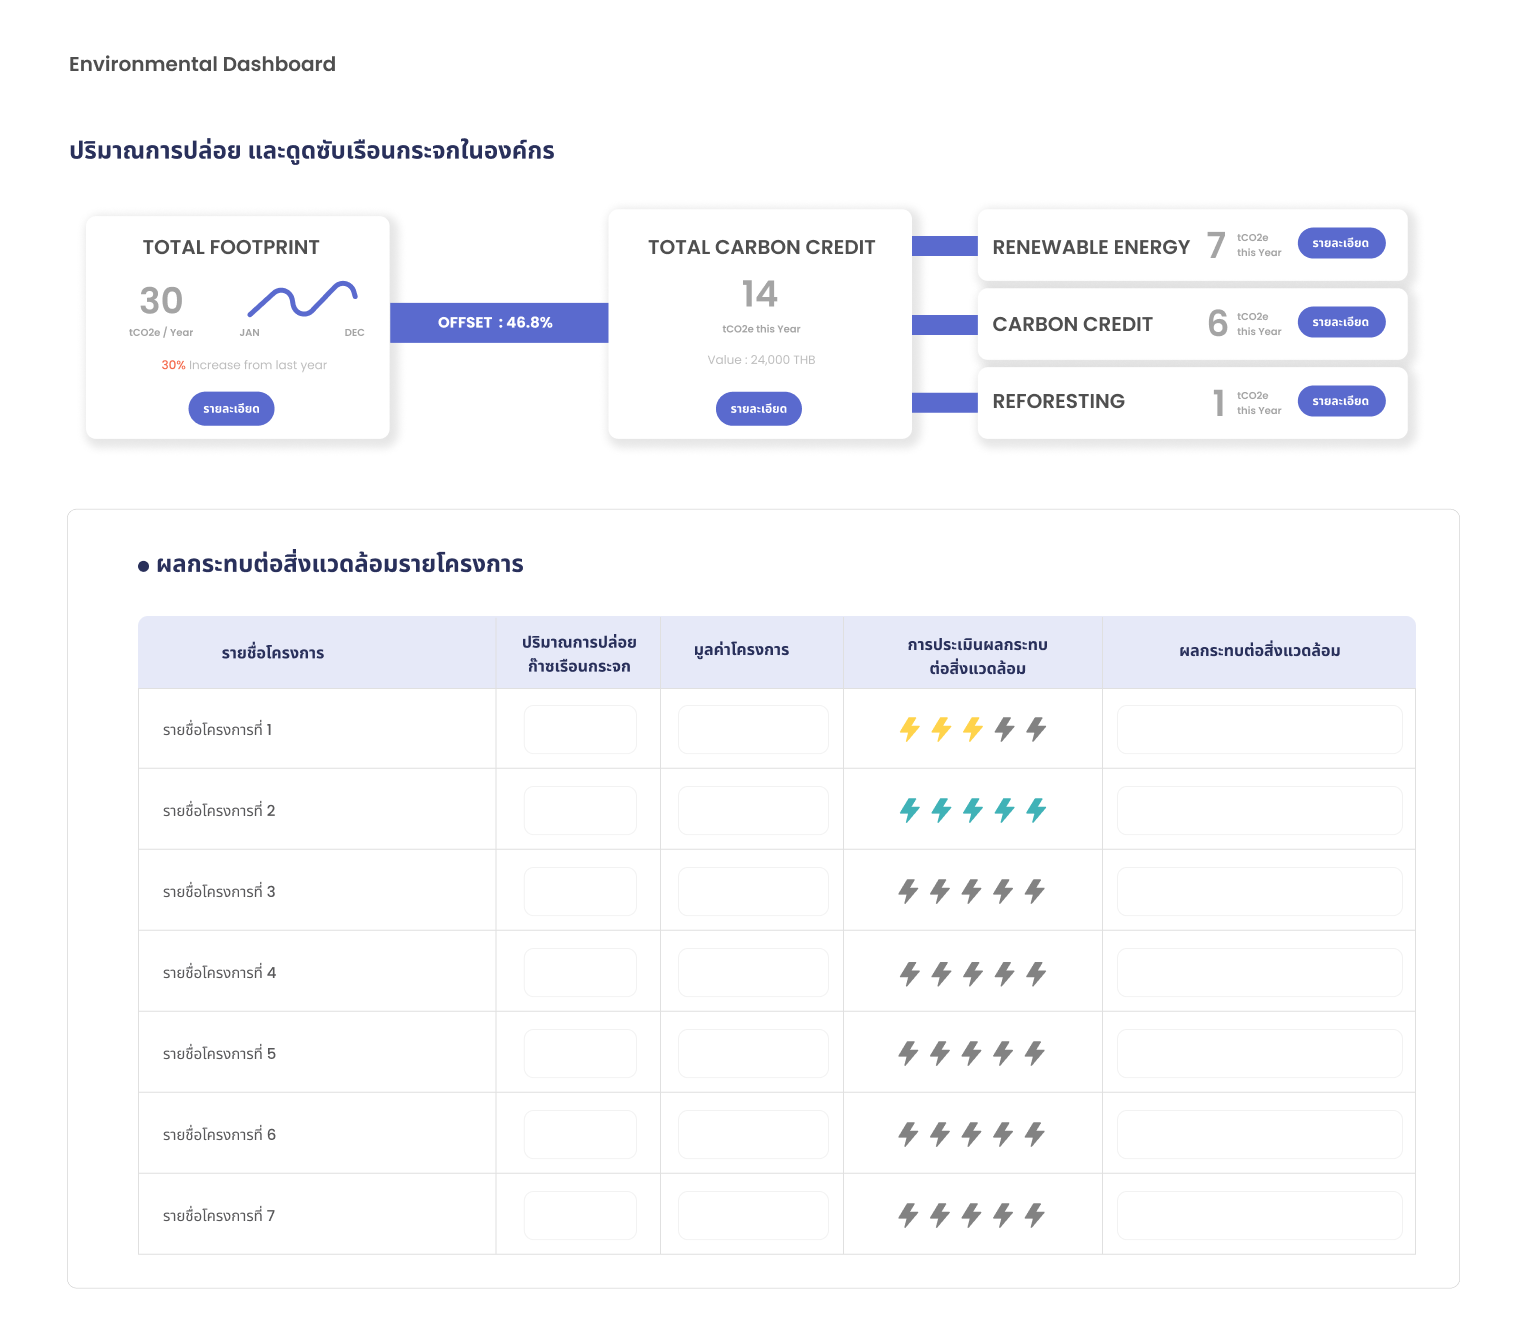 Environmental Dashboard
ปริมาณการปล่อย และดูดซับเรือนกระจกในองค์กร
TOTAL FOOTPRINT
30
tCO2e / Year
JAN
DEC
30% Increase from last year
รายละเอียด
OFFSET : 46.8%
TOTAL CARBON CREDIT
14
tCO2e this Year
Value : 24,000 THB
รายละเอียด
RENEWABLE ENERGY
7
tCO2e
this Year
รายละเอียด
CARBON CREDIT
6
tCO2e
this Year
รายละเอียด
REFORESTING
1
tCO2e
this Year
รายละเอียด
ผลกระทบต่อสิ่งแวดล้อมรายโครงการ
รายชื่อโครงการ
ปริมาณการปล่อย
ก๊าซเรือนกระจก
มูลค่าโครงการ
การประเมินผลกระทบ
ต่อสิ่งแวดล้อม
ผลกระทบต่อสิ่งแวดล้อม
รายชื่อโครงการที่ 1
รายชื่อโครงการที่ 2
รายชื่อโครงการที่ 3
รายชื่อโครงการที่ 4
รายชื่อโครงการที่ 5
รายชื่อโครงการที่ 6
รายชื่อโครงการที่ 7